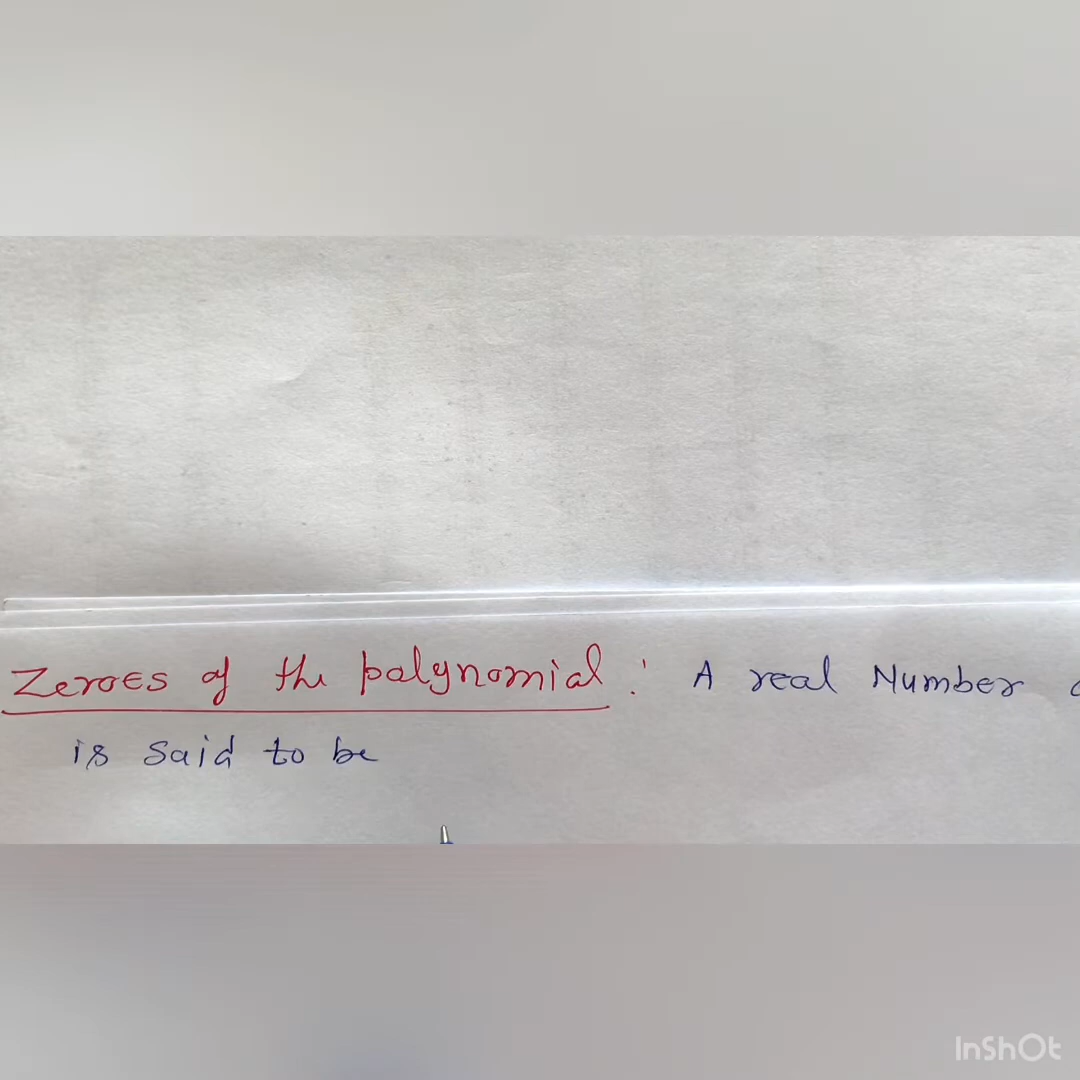 Zeroes of the polynomial : A real Number
is said to be
InShOt